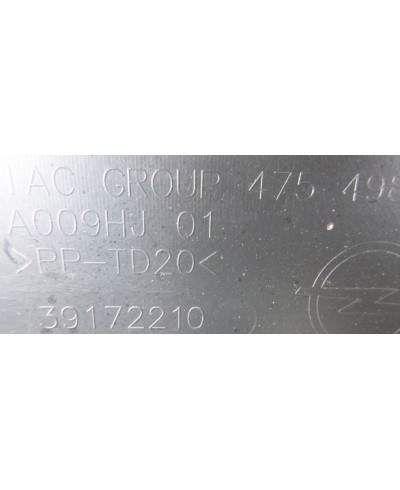 IAC GROUP 475 498
A009HJ 01
>PP-TD20<
39172210